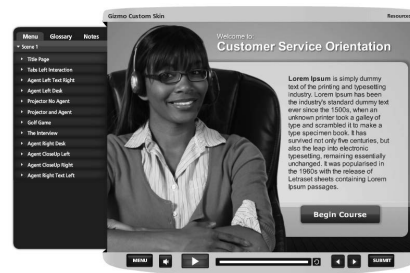 Gizmo Custom Skin
Resources
Menu Glossary Notes
Scene 1
Title Page
Tabs Left Interaction
Agent Left Text Right
Agent Left Desk
Projector No Agent
Projector and Agent
Golf Game
The Interview
Agent Right Desk
Agent CloseUp Left
Agent CloseUp Right
Agent Right Text Left
Welcome to:
Customer Service Orientation
Lorem Ipsum is simply dummy
text of the printing and typesetting
industry. Lorem Ipsum has been
the industry's standard dummy text
ever since the 1500s, when an
unknown printer took a galley of
type and scrambled it to make a
type specimen book. It has
survived not only five centuries, but
also the leap into electronic
typesetting, remaining essentially
unchanged. It was popularised in
the 1960s with the release of
Letraset sheets containing Lorem
Ipsum passages.
Begin Course
MENU
SUBMIT